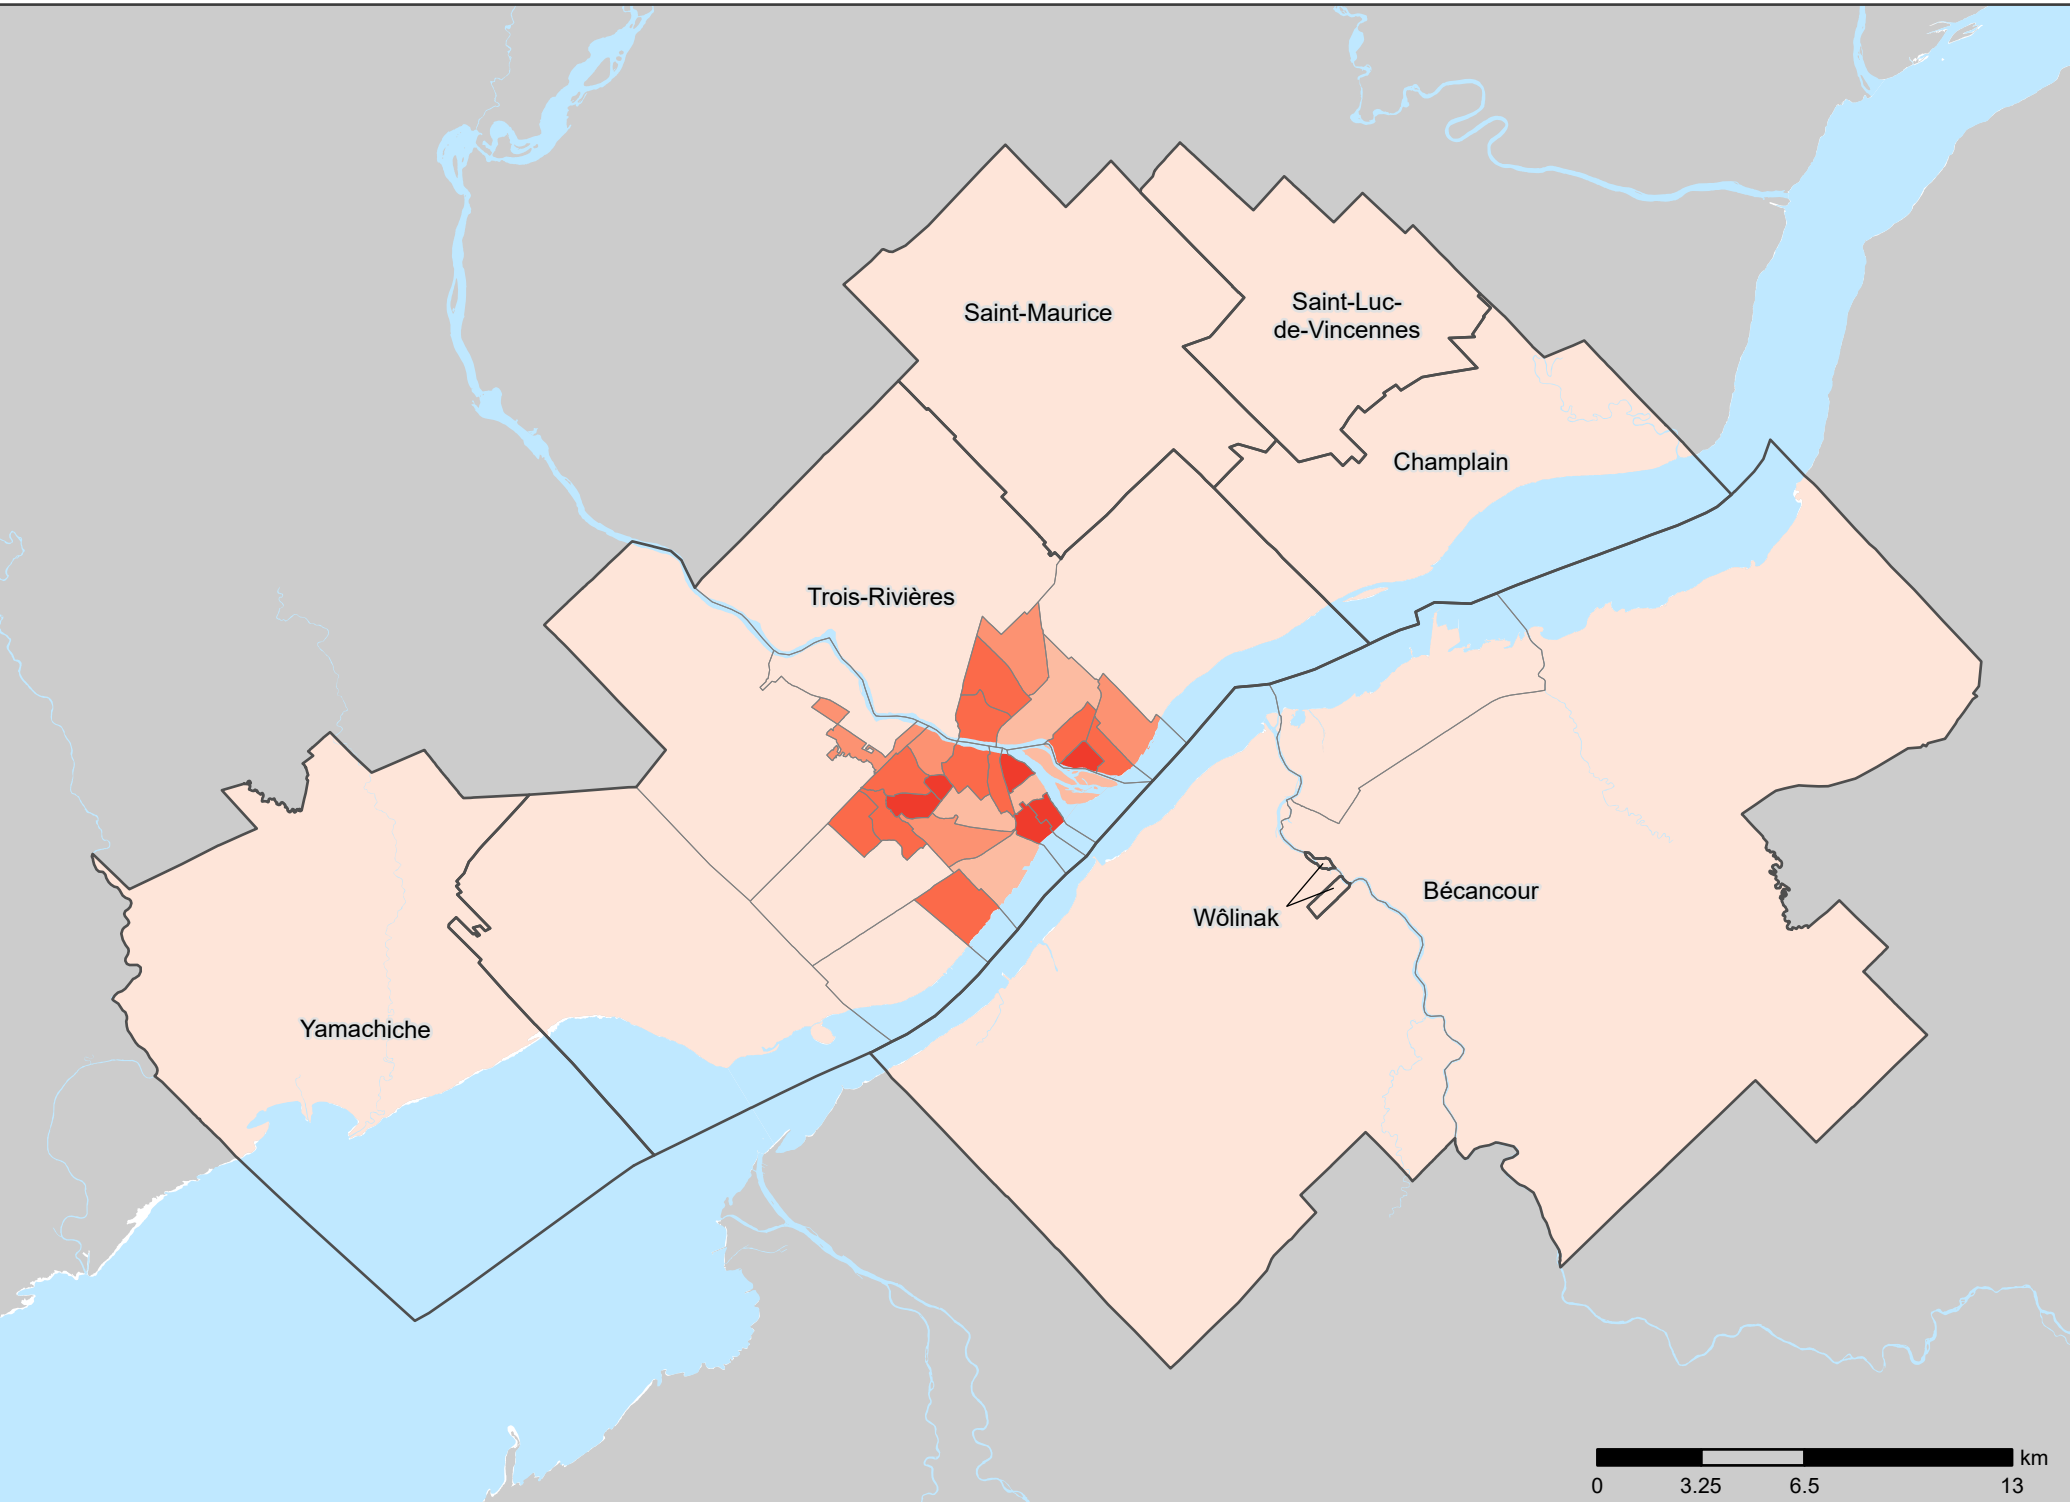 Saint-Maurice
Saint-Luc-
de-Vincennes
Champlain
Trois-Rivières
Bécancour
Wôlinak
Yamachiche
km
0 3.25 6.5 13